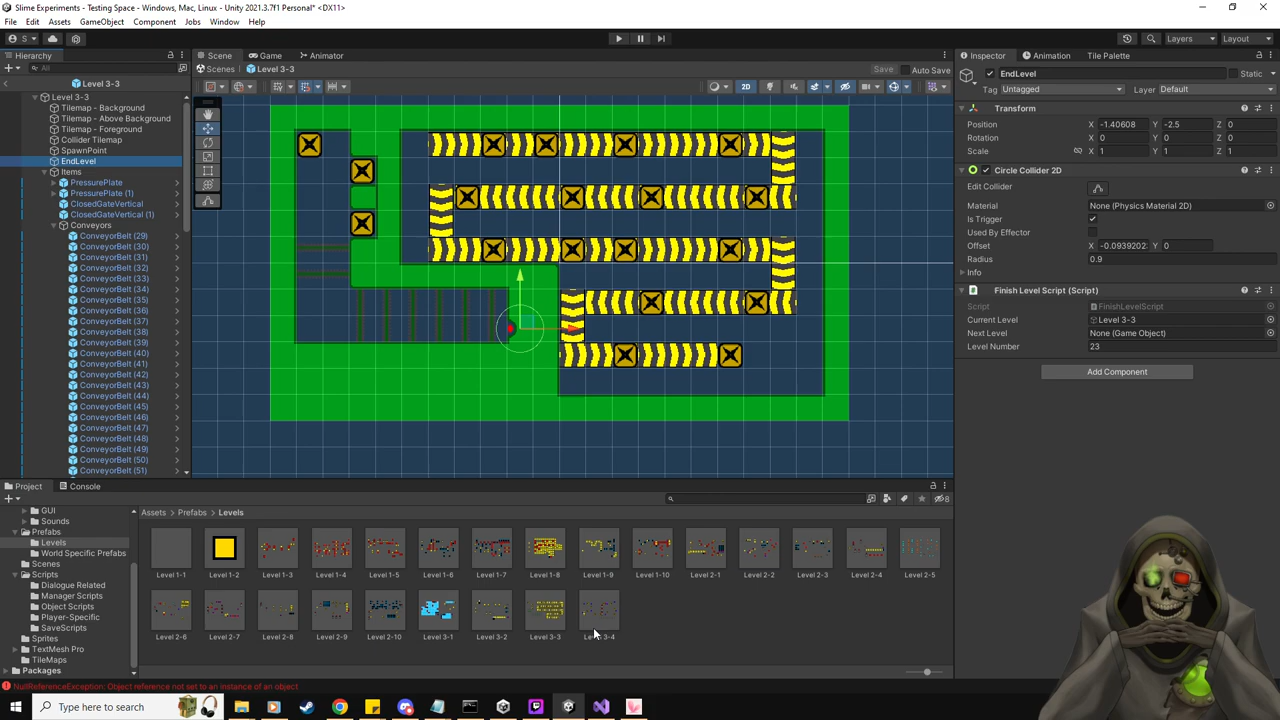 Slime Experiments - Testing Space - Windows, Mac, Linux - Unity 2021.3.7f1 Personal* <DX11>
File Edit Assets GameObject Component Jobs Window Help
S
Layers Layout
Hierarchy
Scene Game Animator
Inspector Animation Tile Palette
All
Scenes Level 3-3
Save Auto Save
EndLevel Static
Level 3-3
2D
Tag Untagged Layer Default
Level 3-3
Tilemap - Background
Tilemap - Above Background
Tilemap - Foreground
Collider Tilemap
SpawnPoint
EndLevel
Items
PressurePlate
PressurePlate (1)
ClosedGateVertical
ClosedGateVertical (1)
Conveyors
ConveyorBelt (29)
ConveyorBelt (30)
ConveyorBelt (31)
ConveyorBelt (32)
ConveyorBelt (33)
ConveyorBelt (34)
ConveyorBelt (35)
ConveyorBelt (36)
ConveyorBelt (37)
ConveyorBelt (38)
ConveyorBelt (39)
ConveyorBelt (40)
ConveyorBelt (41)
ConveyorBelt (42)
ConveyorBelt (43)
ConveyorBelt (44)
ConveyorBelt (45)
ConveyorBelt (46)
ConveyorBelt (47)
ConveyorBelt (48)
ConveyorBelt (49)
ConveyorBelt (50)
ConveyorBelt (51)
Transform
Position X -1.40608 Y -2.5 Z 0
Rotation X 0 Y 0 Z 0
Scale X 1 Y 1 Z 1
Circle Collider 2D
Edit Collider
Material None (Physics Material 2D)
Is Trigger
Used By Effector
Offset X -0.0939202 Y 0
Radius 0.9
Info
Finish Level Script (Script)
Script FinishLevelScript
Current Level Level 3-3
Next Level None (Game Object)
Level Number 23
Add Component
Project Console
8
GUI
Sounds
Prefabs
Levels
World Specific Prefabs
Scenes
Scripts
Dialogue Related
Manager Scripts
Object Scripts
Player-Specific
SaveScripts
Sprites
TextMesh Pro
TileMaps
Packages
Assets Prefabs Levels
Level 1-1 Level 1-2 Level 1-3 Level 1-4 Level 1-5 Level 1-6 Level 1-7 Level 1-8 Level 1-9 Level 1-10 Level 2-1 Level 2-2 Level 2-3 Level 2-4 Level 2-5
Level 2-6 Level 2-7 Level 2-8 Level 2-9 Level 2-10 Level 3-1 Level 3-2 Level 3-3 Level 3-4
NullReferenceException: Object reference not set to an instance of an object
Type here to search